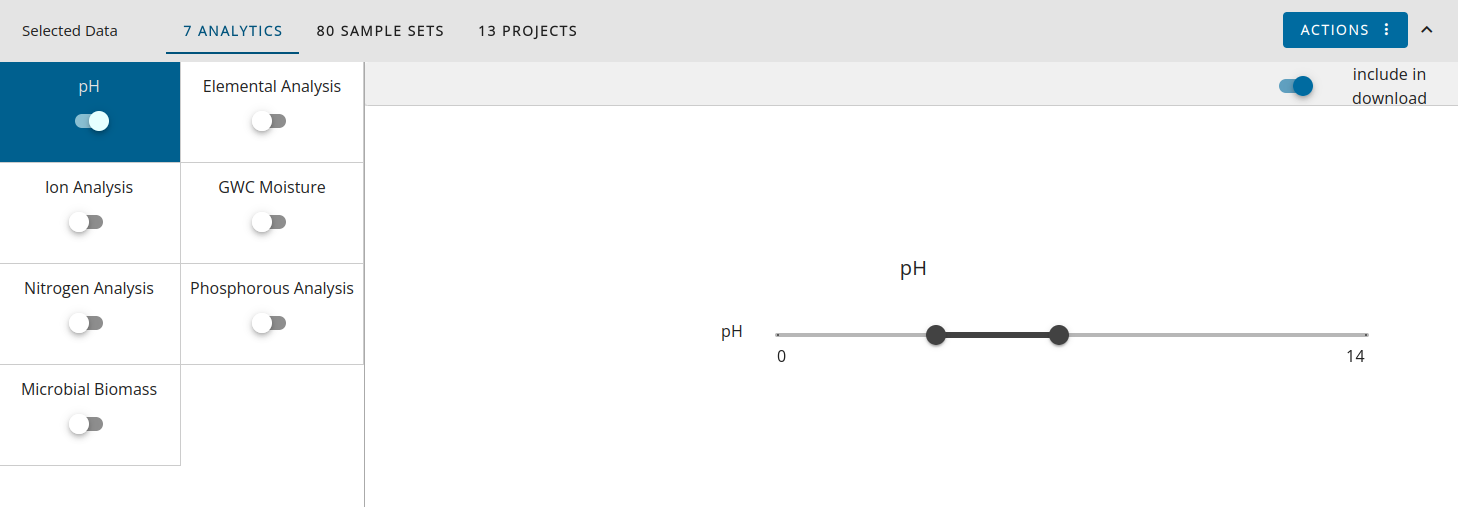 Selected Data
7 ANALYTICS
80 SAMPLE SETS
13 PROJECTS
ACTIONS
pH
Elemental Analysis
include in
download
Ion Analysis
GWC Moisture
Nitrogen Analysis
Phosphorous Analysis
Microbial Biomass
pH
pH
0
14